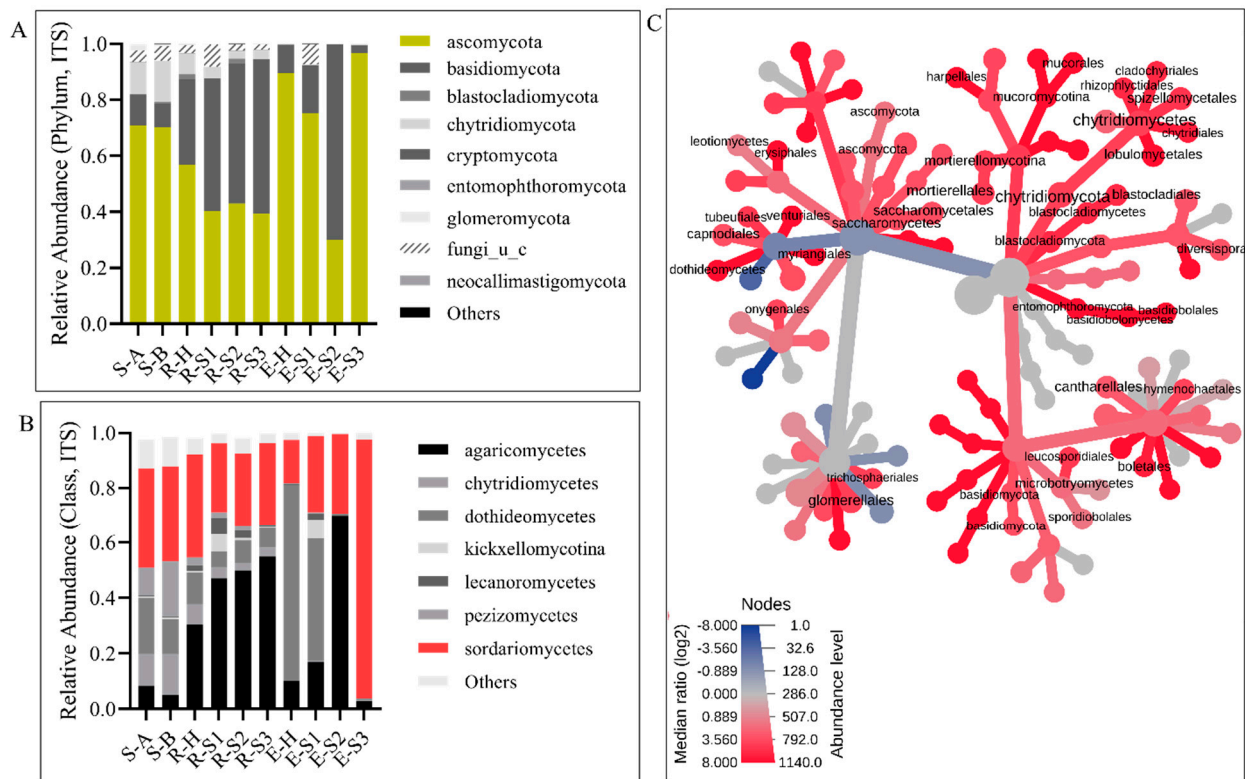 A
Relative Abundance (Phylum, ITS)
1.0
0.8
0.6
0.4
0.2
0.0
S-A
S-B
R-H
R-S1
R-S2
R-S3
E-H
E-S1
E-S2
E-S3
ascomycota
basidiomycota
blastocladiomycota
chytridiomycota
cryptomycota
entomophthoromycota
glomeromycota
fungi_u_c
neocallimastigomycota
Others
B
Relative Abundance (Class, ITS)
1.0
0.8
0.6
0.4
0.2
0.0
S-A
S-B
R-H
R-S1
R-S2
R-S3
E-H
E-S1
E-S2
E-S3
agaricomycetes
chytridiomycetes
dothideomycetes
kickxellomycotina
lecanoromycetes
pezizomycetes
sordariomycetes
Others
C
mucorales
harpellales
cladochytriales
rhizophlyctidales
mucoromycotina
spizellomycetales
ascomycota
chytridiomycetes
chytridiales
leotiomycetes
erysiphales
ascomycota
mortierellomycotina
lobulomycetales
mortierellales
chytridiomycota
blastocladiales
saccharomycetales
blastocladiomycetes
tubeufiales
venturiales
saccharomycetes
capnodiales
blastocladiomycota
myriangiales
diversispora
dothideomycetes
onygenales
entomophthoromycota
basidiobolales
basidiobolomycetes
cantharellales
hymenochaetales
leucosporidiales
boletales
trichosphaeriales
microbotryomycetes
glomerellales
basidiomycota
sporidiobolales
basidiomycota
Nodes
Median ratio (log2)
Abundance level
-8.000 1.0
-3.560 36.0
-0.889 128.0
0.000 286.0
0.889 507.0
3.560 792.0
8.000 1140.0